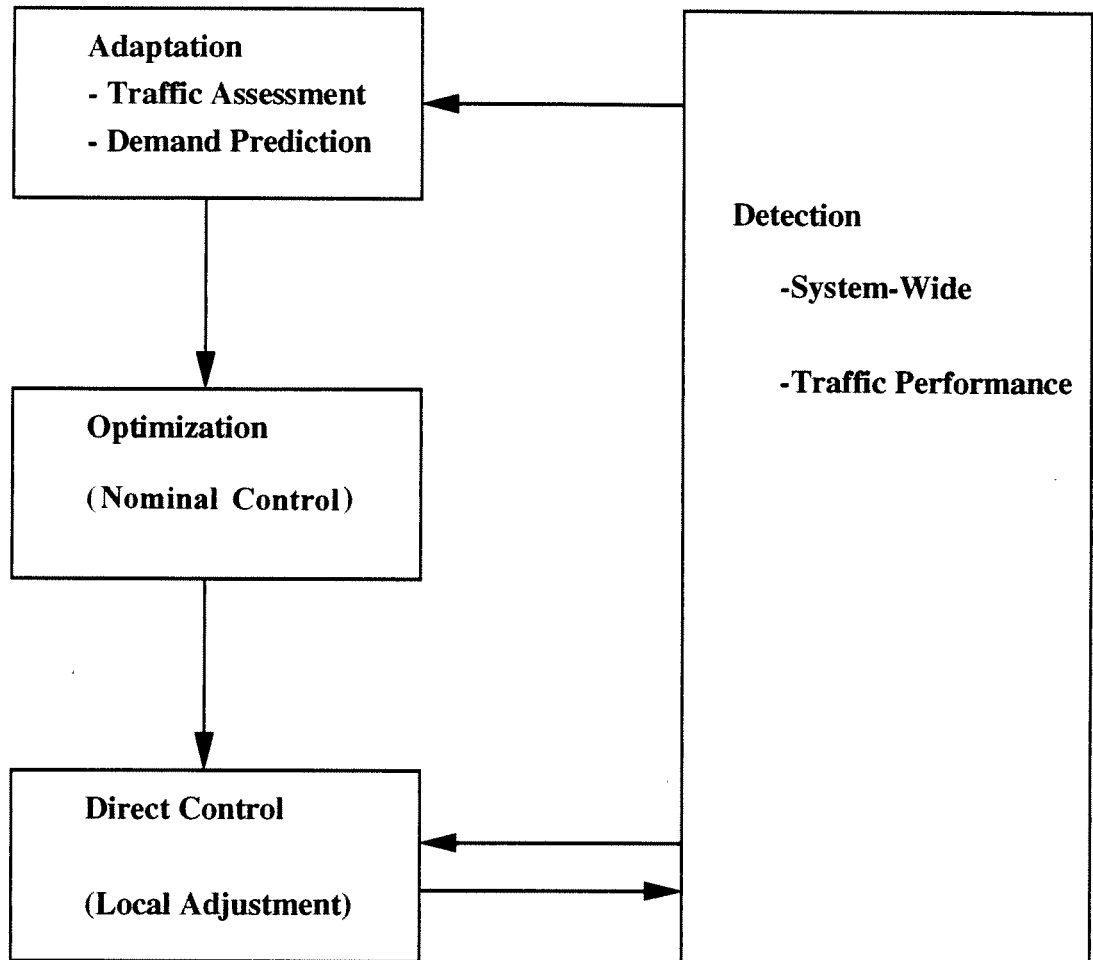 Adaptation
- Traffic Assessment
- Demand Prediction
Detection
-System-Wide
-Traffic Performance
Optimization
(Nominal Control)
Direct Control
(Local Adjustment)